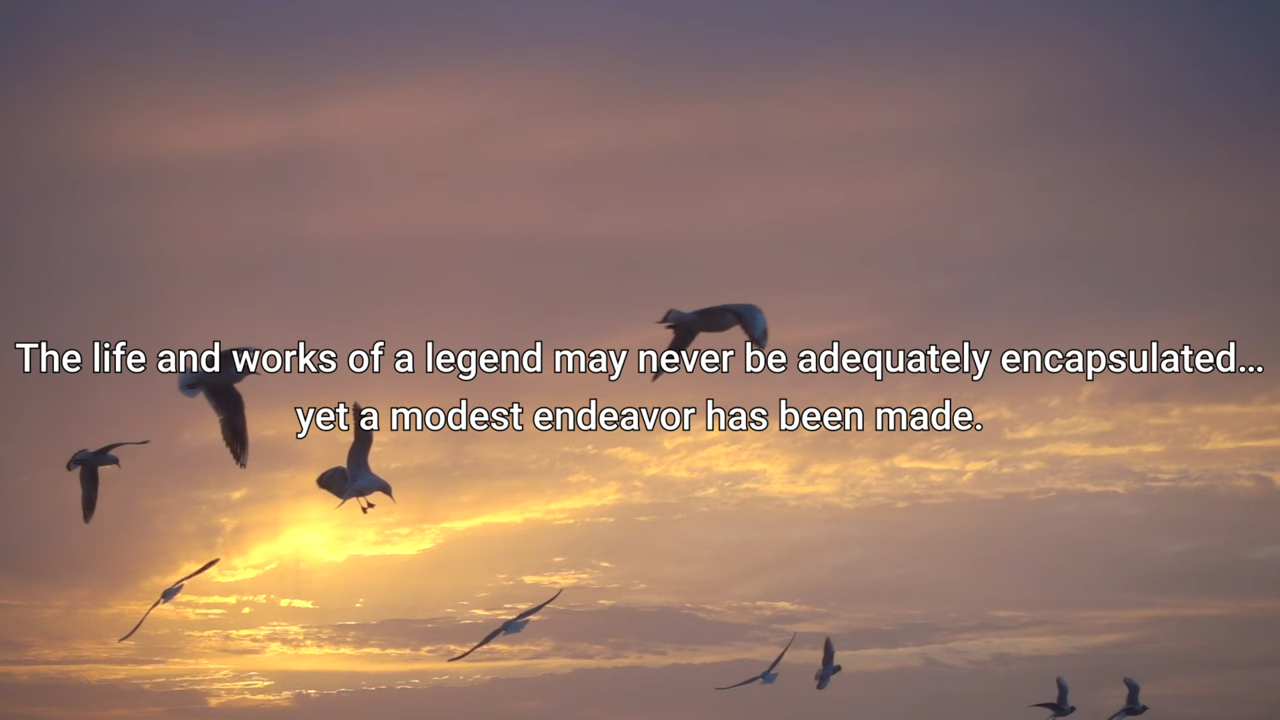 The life and works of a legend may never be adequately encapsulated...
yet a modest endeavor has been made.